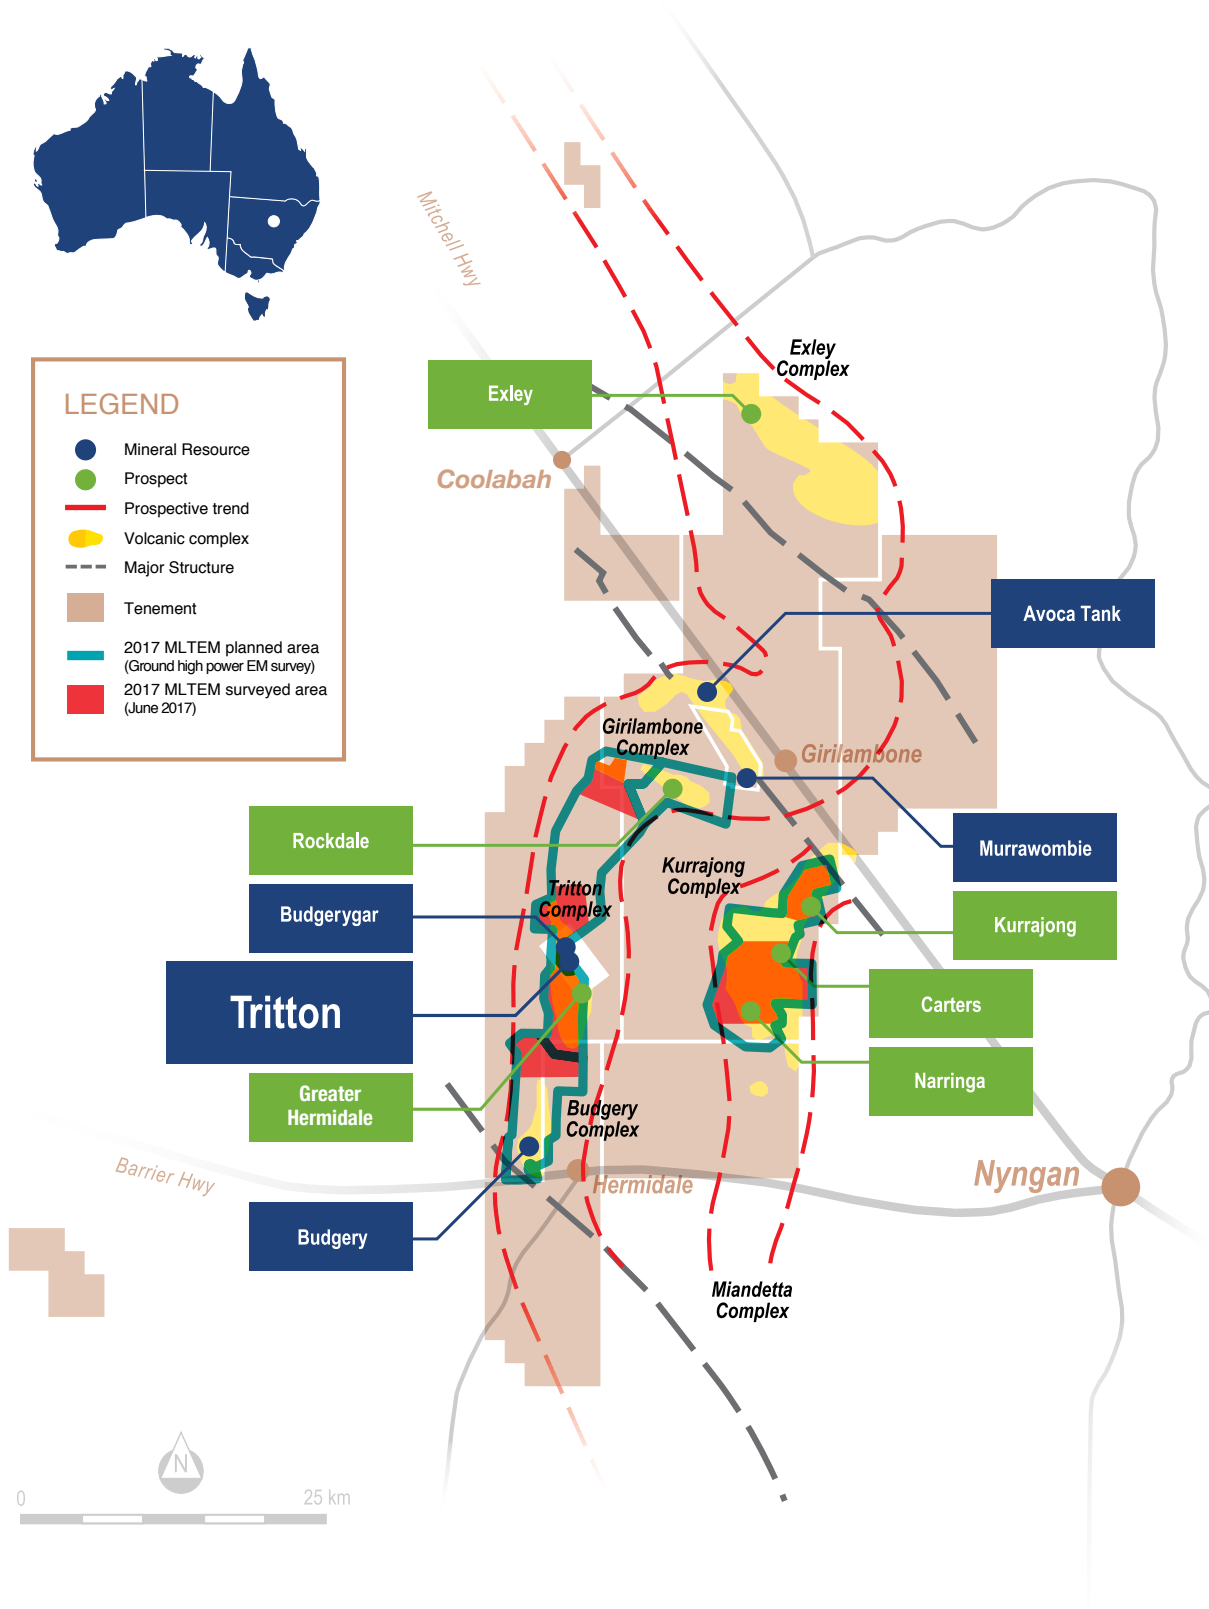 Mitchell Hwy
Exley
Complex
Exley
LEGEND
Mineral Resource
Prospect
Prospective trend
Volcanic complex
Major Structure
Tenement
2017 MLTEM planned area
(Ground high power EM survey)
2017 MLTEM surveyed area
(June 2017)
Coolabah
Avoca Tank
Girilambone
Complex
Girilambone
Rockdale
Murrawombie
Kurrajong
Complex
Tritton
Complex
Budgerygar
Kurrajong
Tritton
Carters
Narringa
Greater
Hermidale
Budgery
Complex
Barrier Hwy
Hermidale
Nyngan
Budgery
Miandetta
Complex
N
0
25 km